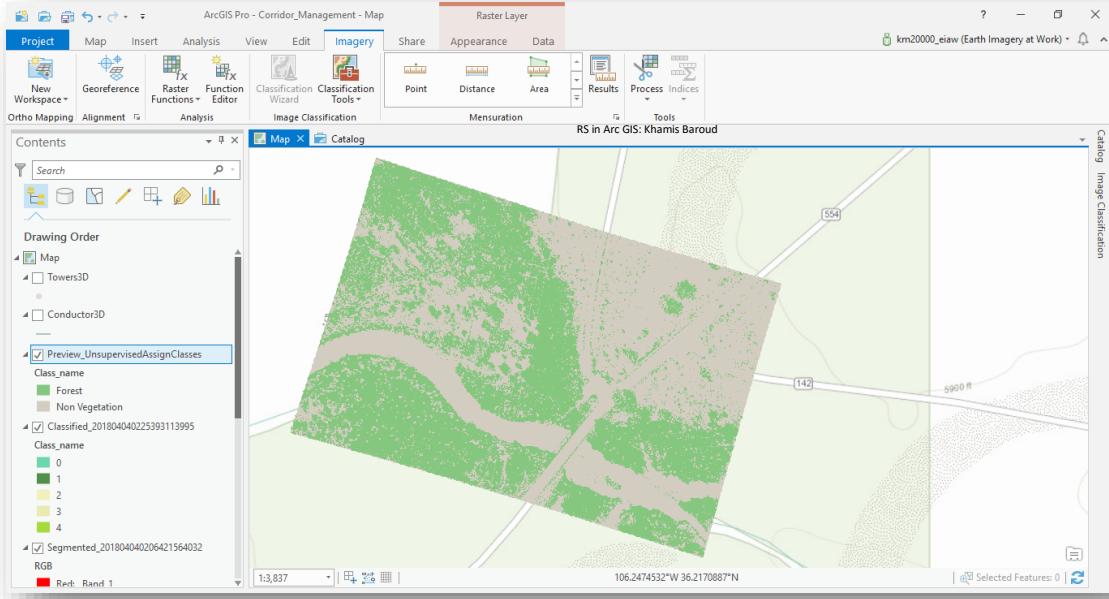 ArcGIS Pro - Corridor_Management - Map
Raster Layer
?
Project Map Insert Analysis View Edit Imagery Share Appearance Data
km20000_eiaw (Earth Imagery at Work)
New Workspace
Georeference
Raster Functions
Function Editor
Classification Wizard
Classification Tools
Point
Distance
Area
Results
Process
Indices
Ortho Mapping
Alignment
Analysis
Image Classification
Mensuration
Tools
RS in Arc GIS: Khamis Baroud
Contents
Map
Catalog
Search
Drawing Order
Map
Towers3D
Conductor3D
Preview_UnsupervisedAssignClasses
Class_name
Forest
Non Vegetation
Classified_201804040225393113995
Class_name
0
1
2
3
4
Segmented_201804040206421564032
RGB
Red: Band_1
554
142
5900 ft
1:3,837
106.2474532°W 36.2170887°N
Selected Features: 0
Catalog
Image Classification